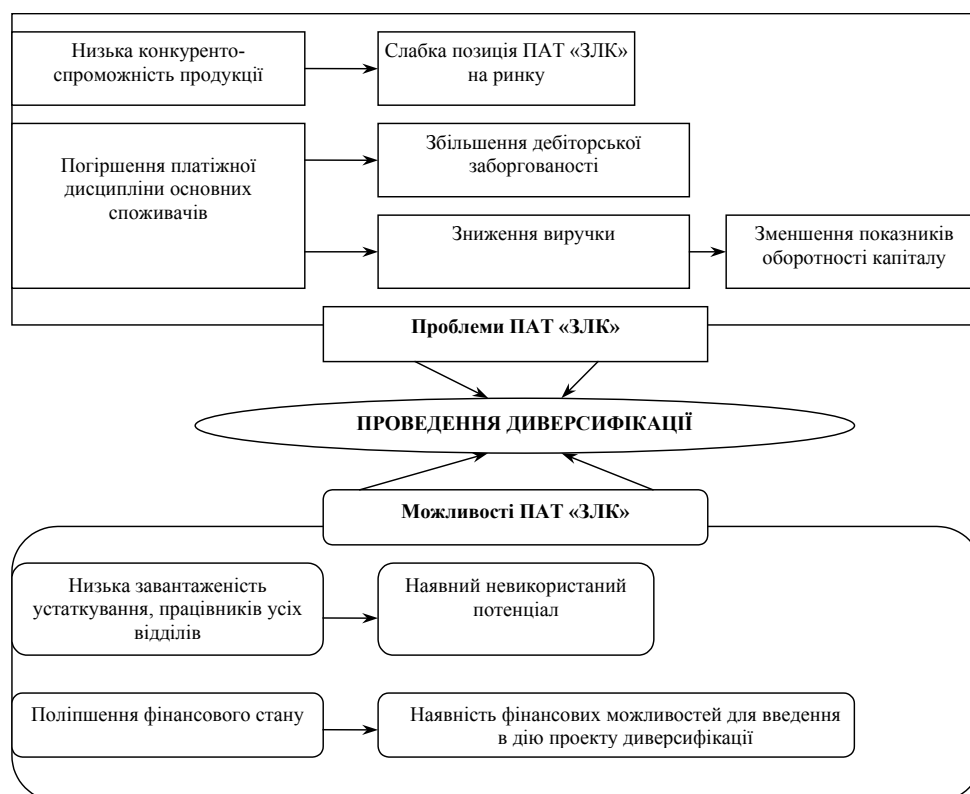 Низька конкуренто-
спроможність продукції
Слабка позиція ПАТ «ЗЛК»
на ринку
Погіршення платіжної
дисципліни основних
споживачів
Збільшення дебіторської
заборгованості
Зниження виручки
Зменшення показників
оборотності капіталу
Проблеми ПАТ «ЗЛК»
ПРОВЕДЕННЯ ДИВЕРСИФІКАЦІЇ
Можливості ПАТ «ЗЛК»
Низька завантаженість
устаткування, працівників усіх
відділів
Наявний невикористаний
потенціал
Поліпшення фінансового стану
Наявність фінансових можливостей для введення
в дію проекту диверсифікації